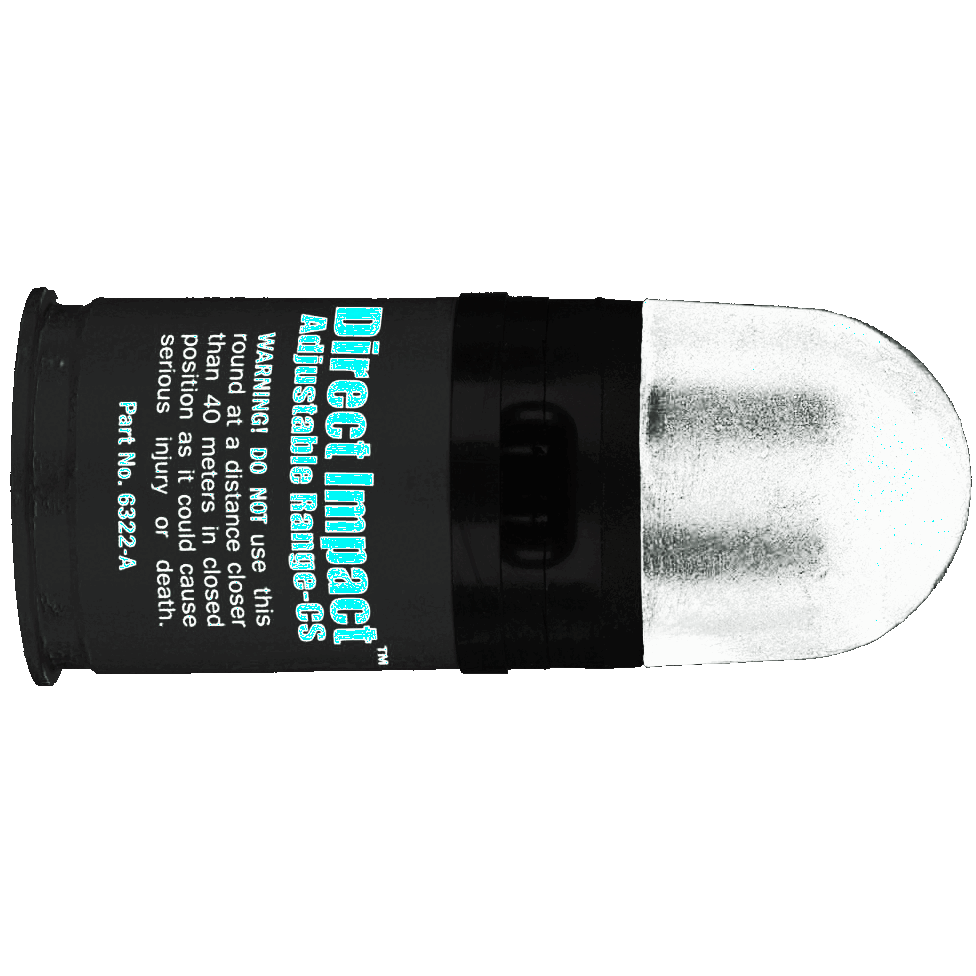 Direct Impact™
Adjustable Range-CS
WARNING! DO NOT use this
round at a distance closer
than 40 meters in closed
position as it could cause
serious injury or death.
Part No. 6322-A